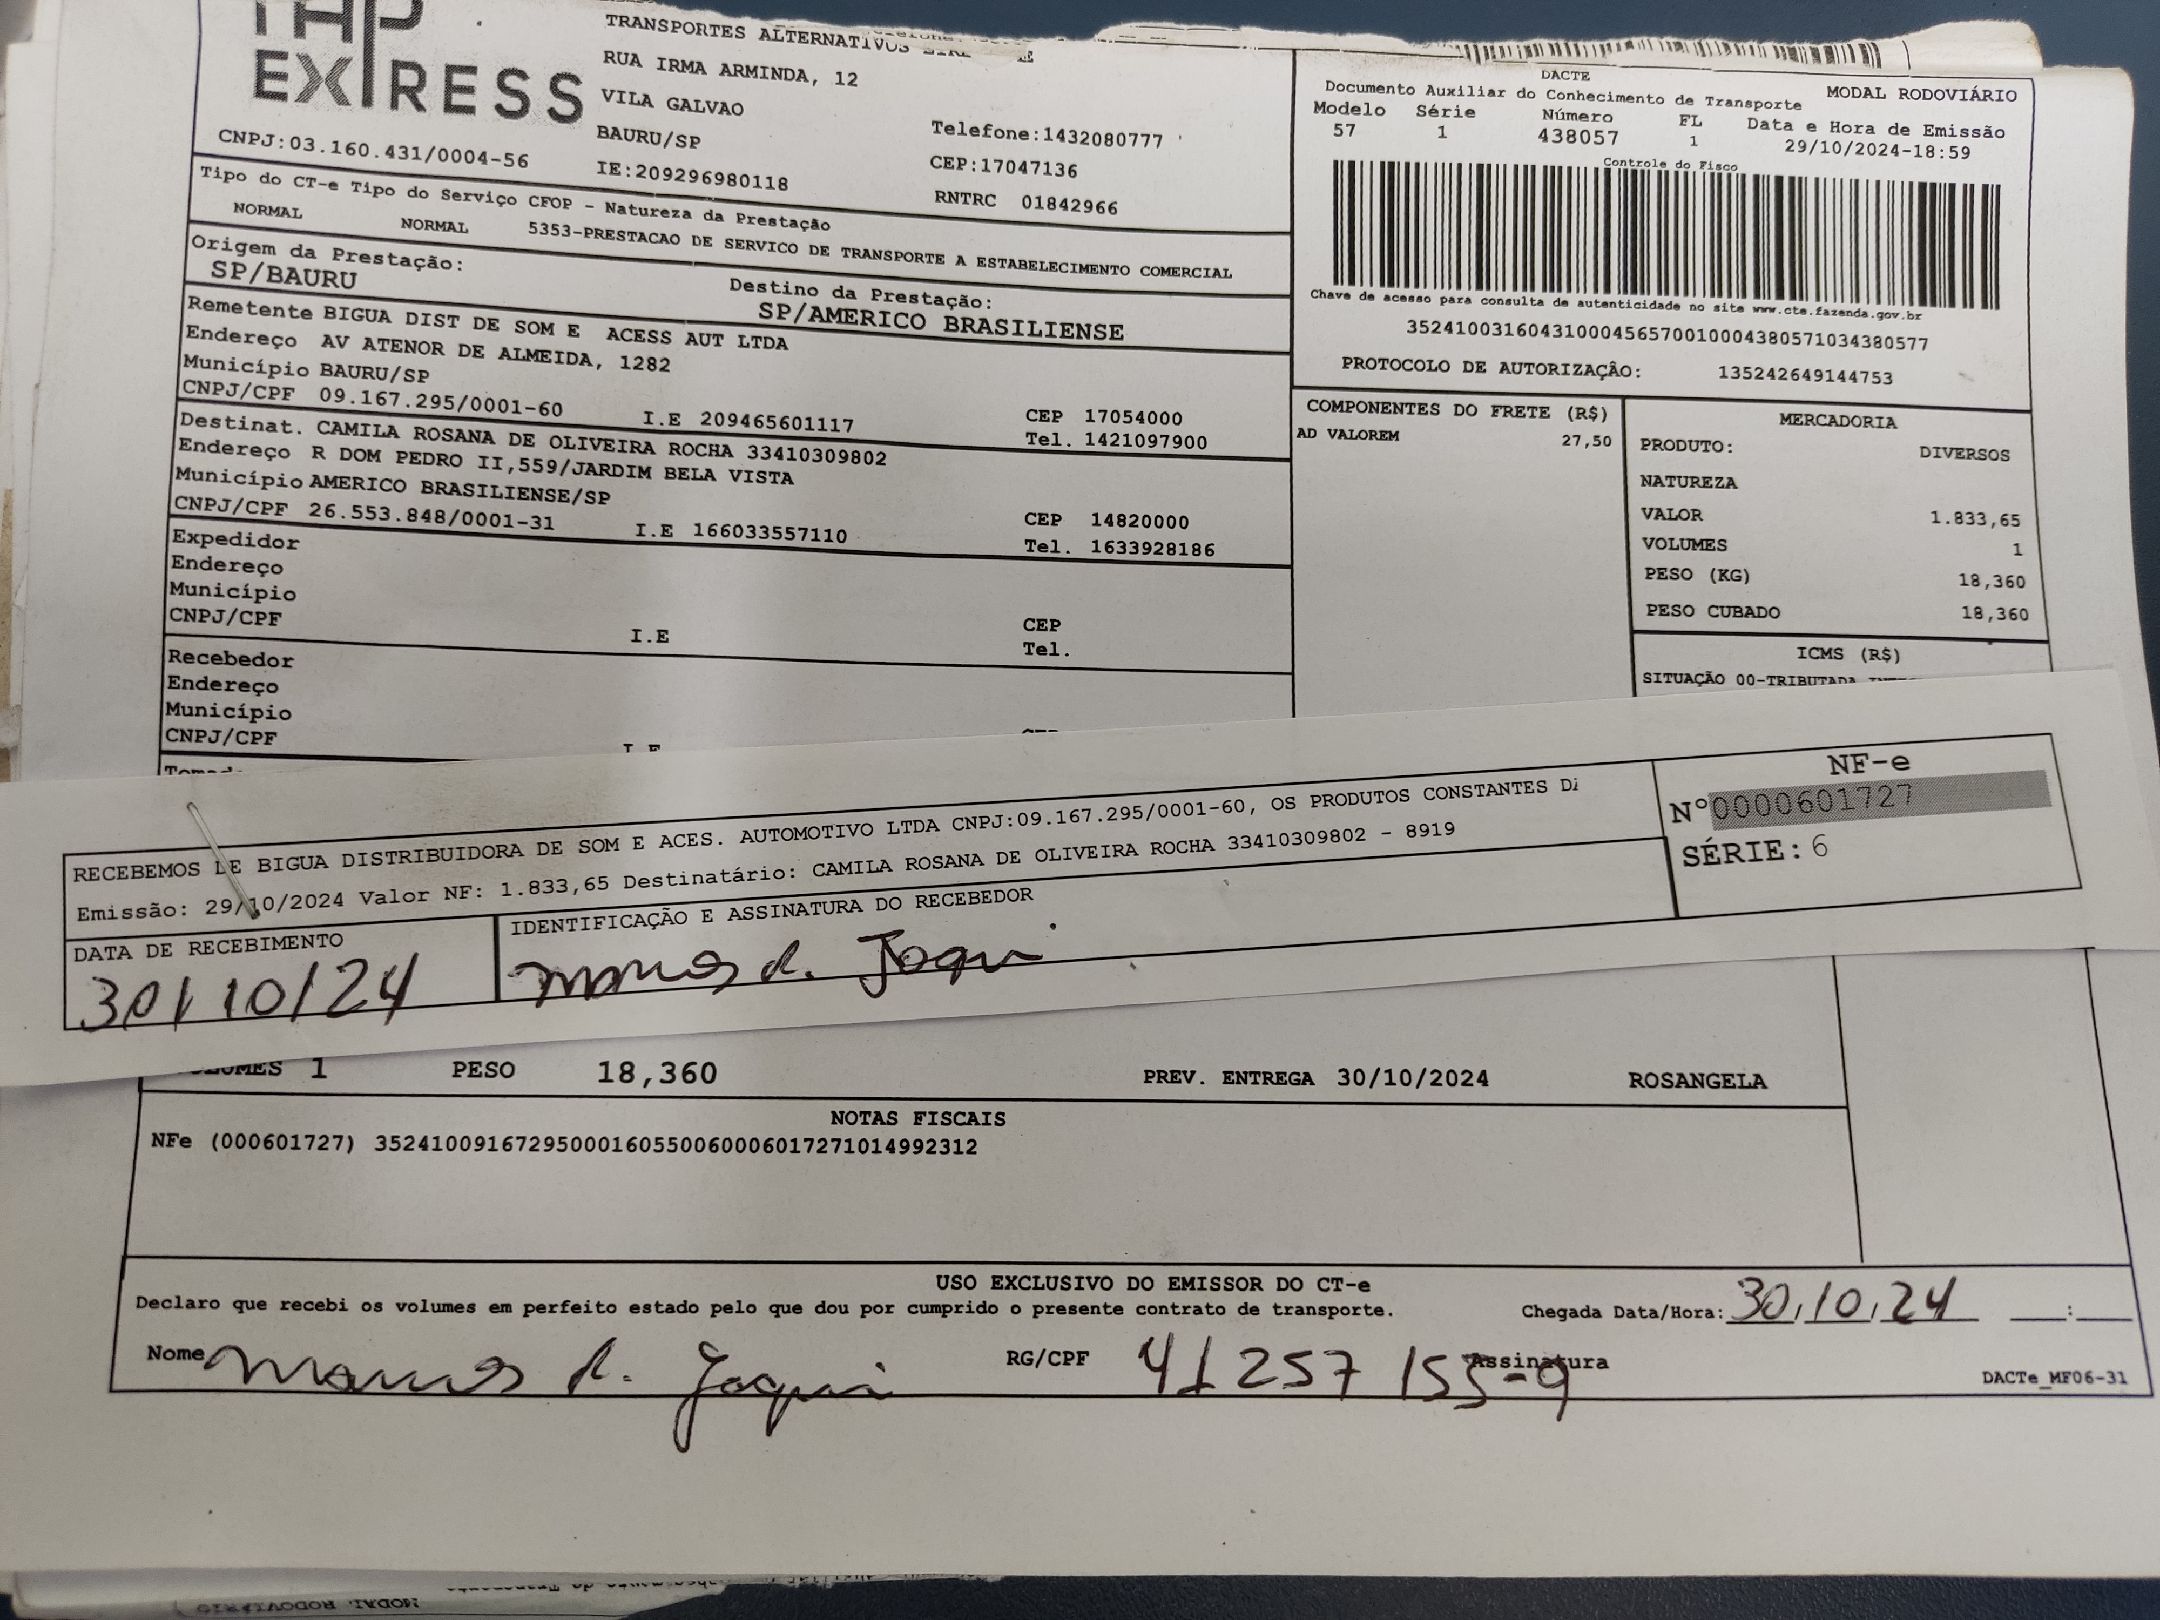 EXPRESS
CNPJ:03.160.431/0004-56
TRANSPORTES ALTERNATIVOS
RUA IRMA ARMINDA, 12
VILA GALVAO
BAURU/SP
IE:209296980118
Telefone:1432080777
CEP:17047136
RNTRC 01842966
DACTE
Documento Auxiliar do Conhecimento de Transporte
MODAL RODOVIÁRIO
Modelo Série Número FL Data e Hora de Emissão
57 1 438057 1 29/10/2024-18:59
Controle do Fisco
Chave de acesso para consulta de autenticidade no site www.cte.fazenda.gov.br
35241003160431000456570010004380571034380577
PROTOCOLO DE AUTORIZAÇÂO: 135242649144753
Tipo do CT-e Tipo do Serviço CFOP - Natureza da Prestação
NORMAL NORMAL 5353-PRESTACAO DE SERVICO DE TRANSPORTE A ESTABELECIMENTO COMERCIAL
Origem da Prestação:
SP/BAURU
Destino da Prestação:
SP/AMERICO BRASILIENSE
Remetente BIGUA DIST DE SOM E ACESS AUT LTDA
Endereço AV ATENOR DE ALMEIDA, 1282
Município BAURU/SP
CEP 17054000
CNPJ/CPF 09.167.295/0001-60 I.E 209465601117 Tel. 1421097900
Destinat. CAMILA ROSANA DE OLIVEIRA ROCHA 33410309802
Endereço R DOM PEDRO II,559/JARDIM BELA VISTA
Município AMERICO BRASILIENSE/SP
CEP 14820000
CNPJ/CPF 26.553.848/0001-31 I.E 166033557110 Tel. 1633928186
Expedidor
Endereço
Município
CEP
CNPJ/CPF I.E Tel.
Recebedor
Endereço
Município
CNPJ/CPF
COMPONENTES DO FRETE (R$)
AD VALOREM 27,50
MERCADORIA
PRODUTO: DIVERSOS
NATUREZA
VALOR 1.833,65
VOLUMES 1
PESO (KG) 18,360
PESO CUBADO 18,360
ICMS (R$)
SITUAÇÃO 00-TRIBUTADA
RECEBEMOS DE BIGUA DISTRIBUIDORA DE SOM E ACES. AUTOMOTIVO LTDA CNPJ:09.167.295/0001-60, OS PRODUTOS CONSTANTES
Emissão: 29/10/2024 Valor NF: 1.833,65 Destinatário: CAMILA ROSANA DE OLIVEIRA ROCHA 33410309802 - 8919
DATA DE RECEBIMENTO
30/10/24
IDENTIFICAÇÃO E ASSINATURA DO RECEBEDOR
NF-e
N°0000601727
SÉRIE: 6
VOLUMES 1 PESO 18,360 PREV. ENTREGA 30/10/2024 ROSANGELA
NOTAS FISCAIS
NFe (000601727) 35241009167295000160550060006017271014992312
USO EXCLUSIVO DO EMISSOR DO CT-e
Declaro que recebi os volumes em perfeito estado pelo que dou por cumprido o presente contrato de transporte.
Chegada Data/Hora: 30/10/24 :
Nome RG/CPF 41 257 155-9 Assinatura
DACTe_MF06-31